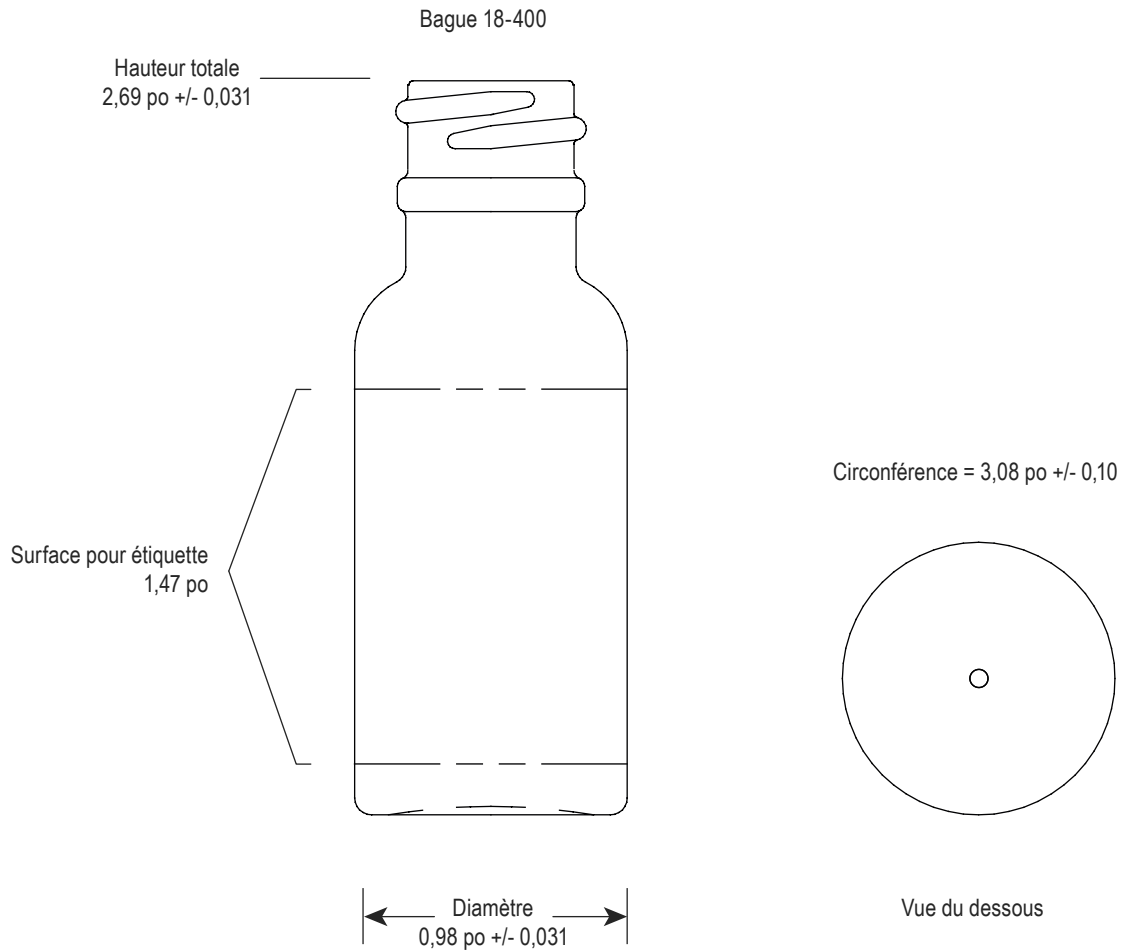 Bague 18-400
Hauteur totale
2,69 po +/- 0,031
Circonférence = 3,08 po +/- 0,10
Surface pour étiquette
1,47 po
Diamètre
0,98 po +/- 0,031
Vue du dessous